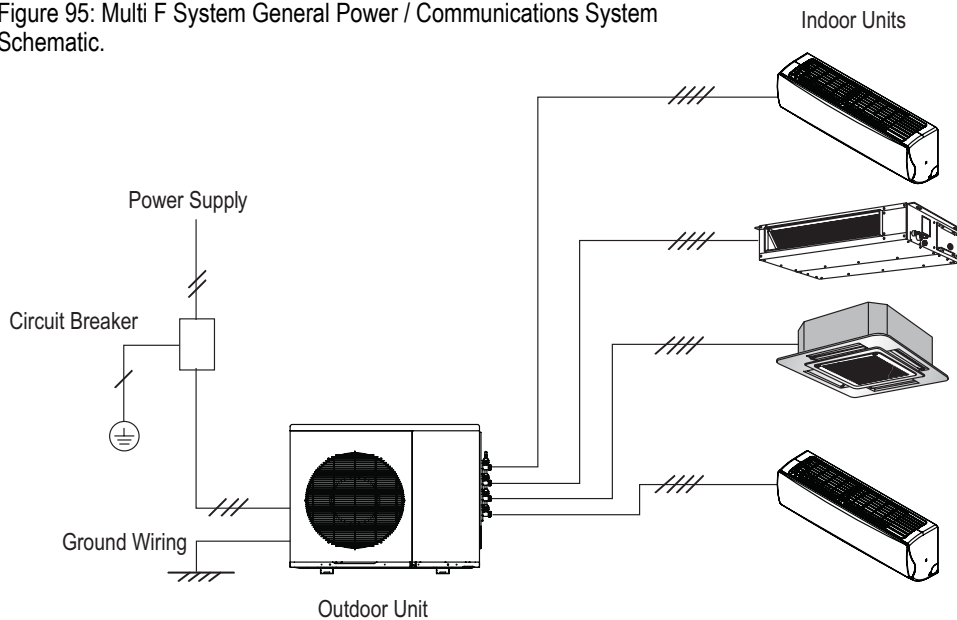 Figure 95: Multi F System General Power / Communications System
Schematic.
Indoor Units
Power Supply
Circuit Breaker
Ground Wiring
Outdoor Unit